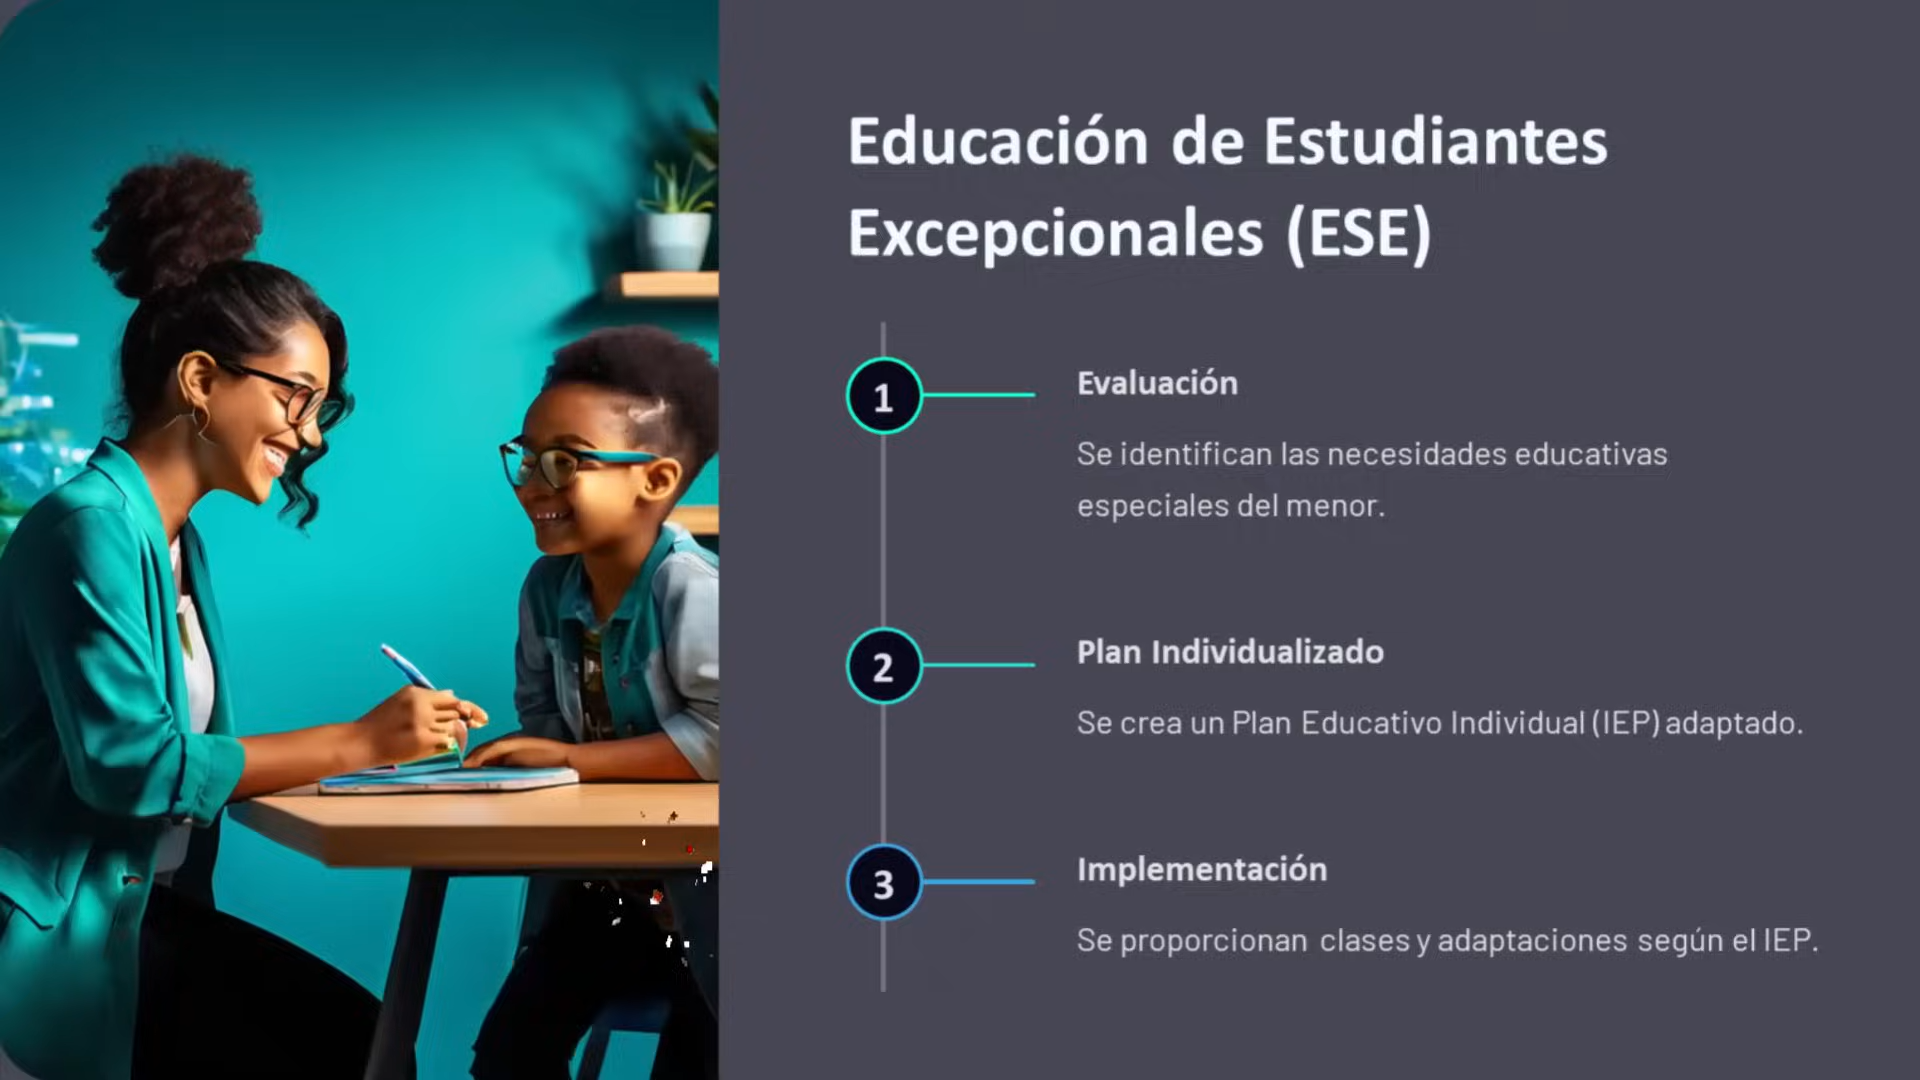 Educación de Estudiantes
Excepcionales (ESE)
1
Evaluación
Se identifican las necesidades educativas
especiales del menor.
2
Plan Individualizado
Se crea un Plan Educativo Individual (IEP) adaptado.
3
Implementación
Se proporcionan clases y adaptaciones según el IEP.